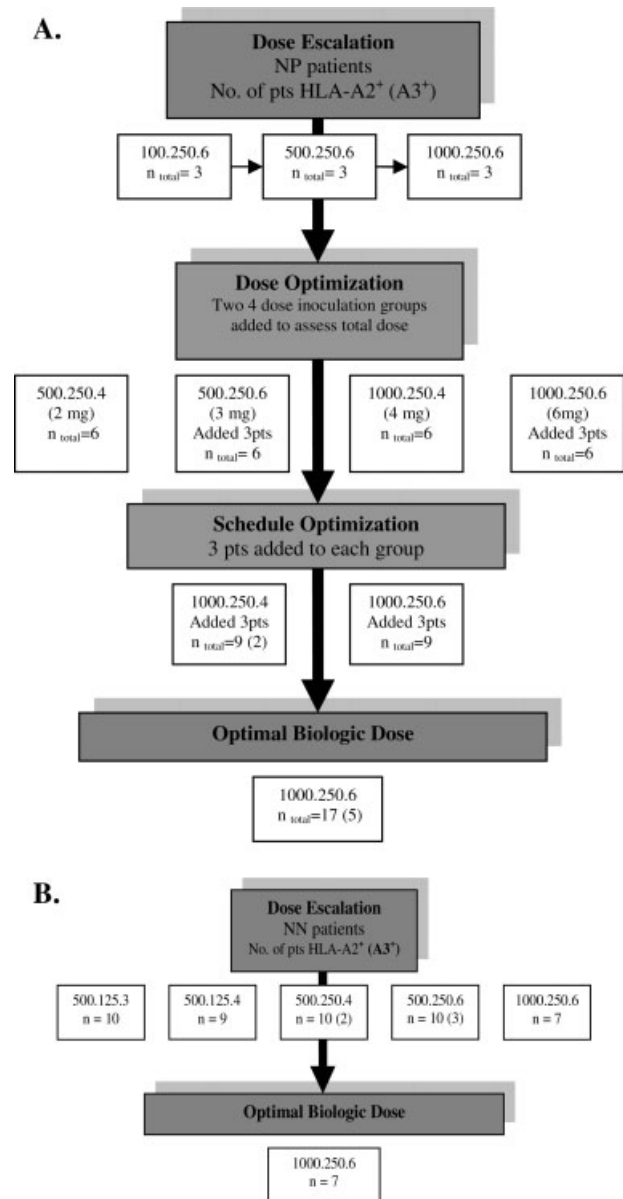 A.
Dose Escalation
NP patients
No. of pts HLA-A2+ (A3+)
100.250.6
n total= 3
500.250.6
n total= 3
1000.250.6
n total= 3
Dose Optimization
Two 4 dose inoculation groups
added to assess total dose
500.250.4
(2 mg)
n total=6
500.250.6
(3 mg)
Added 3pts
n total= 6
1000.250.4
(4 mg)
n total=6
1000.250.6
(6mg)
Added 3pts
n total=6
Schedule Optimization
3 pts added to each group
1000.250.4
Added 3pts
n total=9 (2)
1000.250.6
Added 3pts
n total=9
Optimal Biologic Dose
1000.250.6
n total=17 (5)
B.
Dose Escalation
NN patients
No. of pts HLA-A2+ (A3+)
500.125.3
n = 10
500.125.4
n = 9
500.250.4
n = 10 (2)
500.250.6
n = 10 (3)
1000.250.6
n = 7
Optimal Biologic Dose
1000.250.6
n = 7